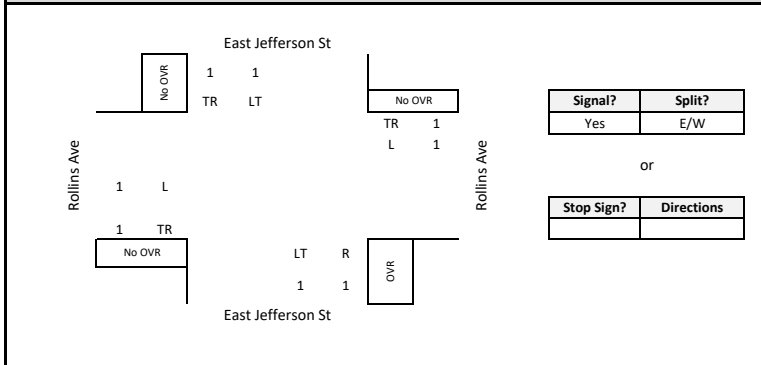 East Jefferson St
No OVR
1 1
TR LT
No OVR
TR 1
L 1
Rollins Ave
Rollins Ave
1 L
1 TR
No OVR
LT R
1 1
OVR
East Jefferson St
Signal? Split?
Yes E/W
or
Stop Sign? Directions